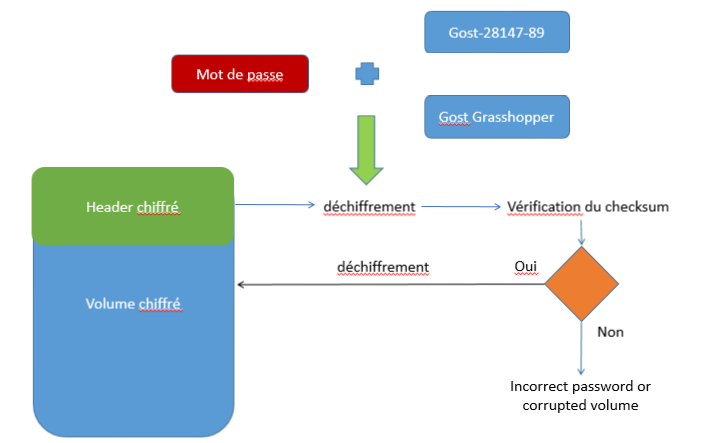 Gost-28147-89
Mot de passe
Gost Grasshopper
Header chiffré
déchiffrement
Vérification du checksum
déchiffrement
Oui
Volume chiffré
Non
Incorrect password or
corrupted volume